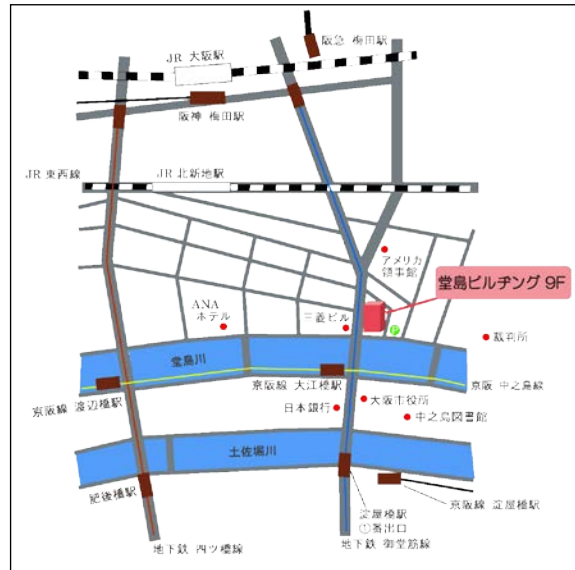 阪急 梅田駅
JR 大阪駅
阪神 梅田駅
JR 東西線
JR 北新地駅
アメリカ
領事館
堂島ビルヂング 9F
ANA
ホテル
三菱ビル
P
裁判所
堂島川
京阪線 大江橋駅
京阪 中之島線
京阪線 渡辺橋駅
日本銀行
大阪市役所
中之島図書館
土佐堀川
肥後橋駅
淀屋橋駅
①番出口
京阪線 淀屋橋駅
地下鉄 四ツ橋線
地下鉄 御堂筋線